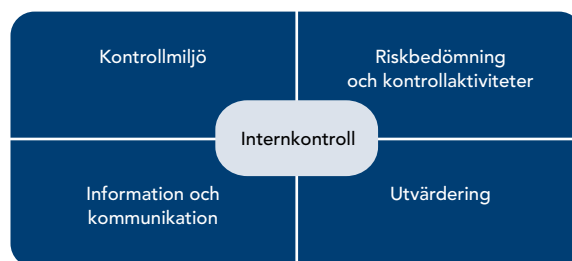 Kontrollmiljö
Riskbedömning
och kontrollaktiviteter
Internkontroll
Information och
kommunikation
Utvärdering